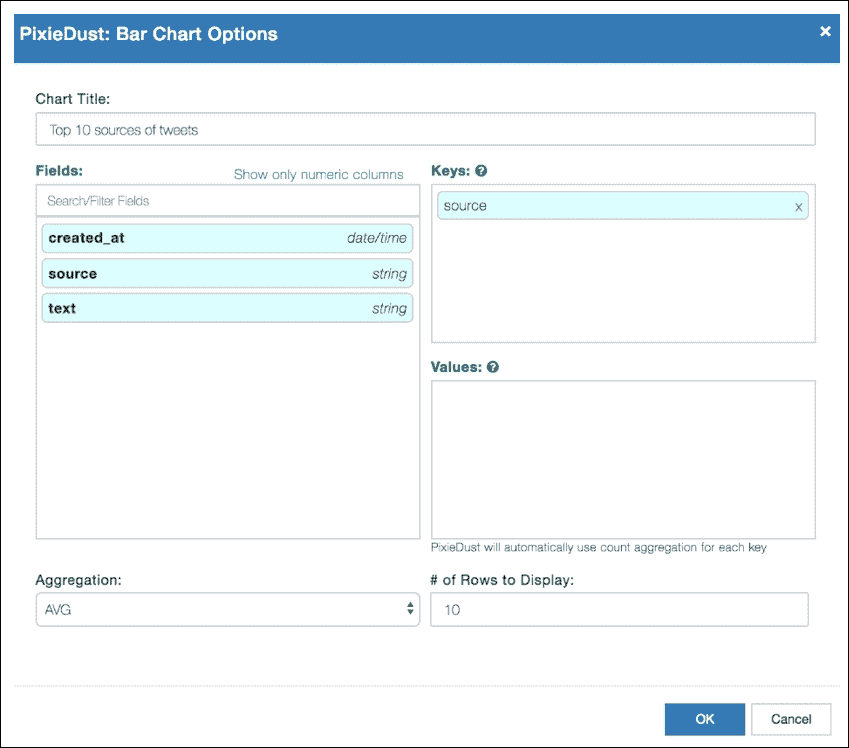 PixieDust: Bar Chart Options
×
Chart Title:
Top 10 sources of tweets
Fields:
Show only numeric columns
Search/Filter Fields
created_at date/time
source string
text string
Keys: ?
source x
Values: ?
PixieDust will automatically use count aggregation for each key
Aggregation:
AVG
# of Rows to Display:
10
OK
Cancel